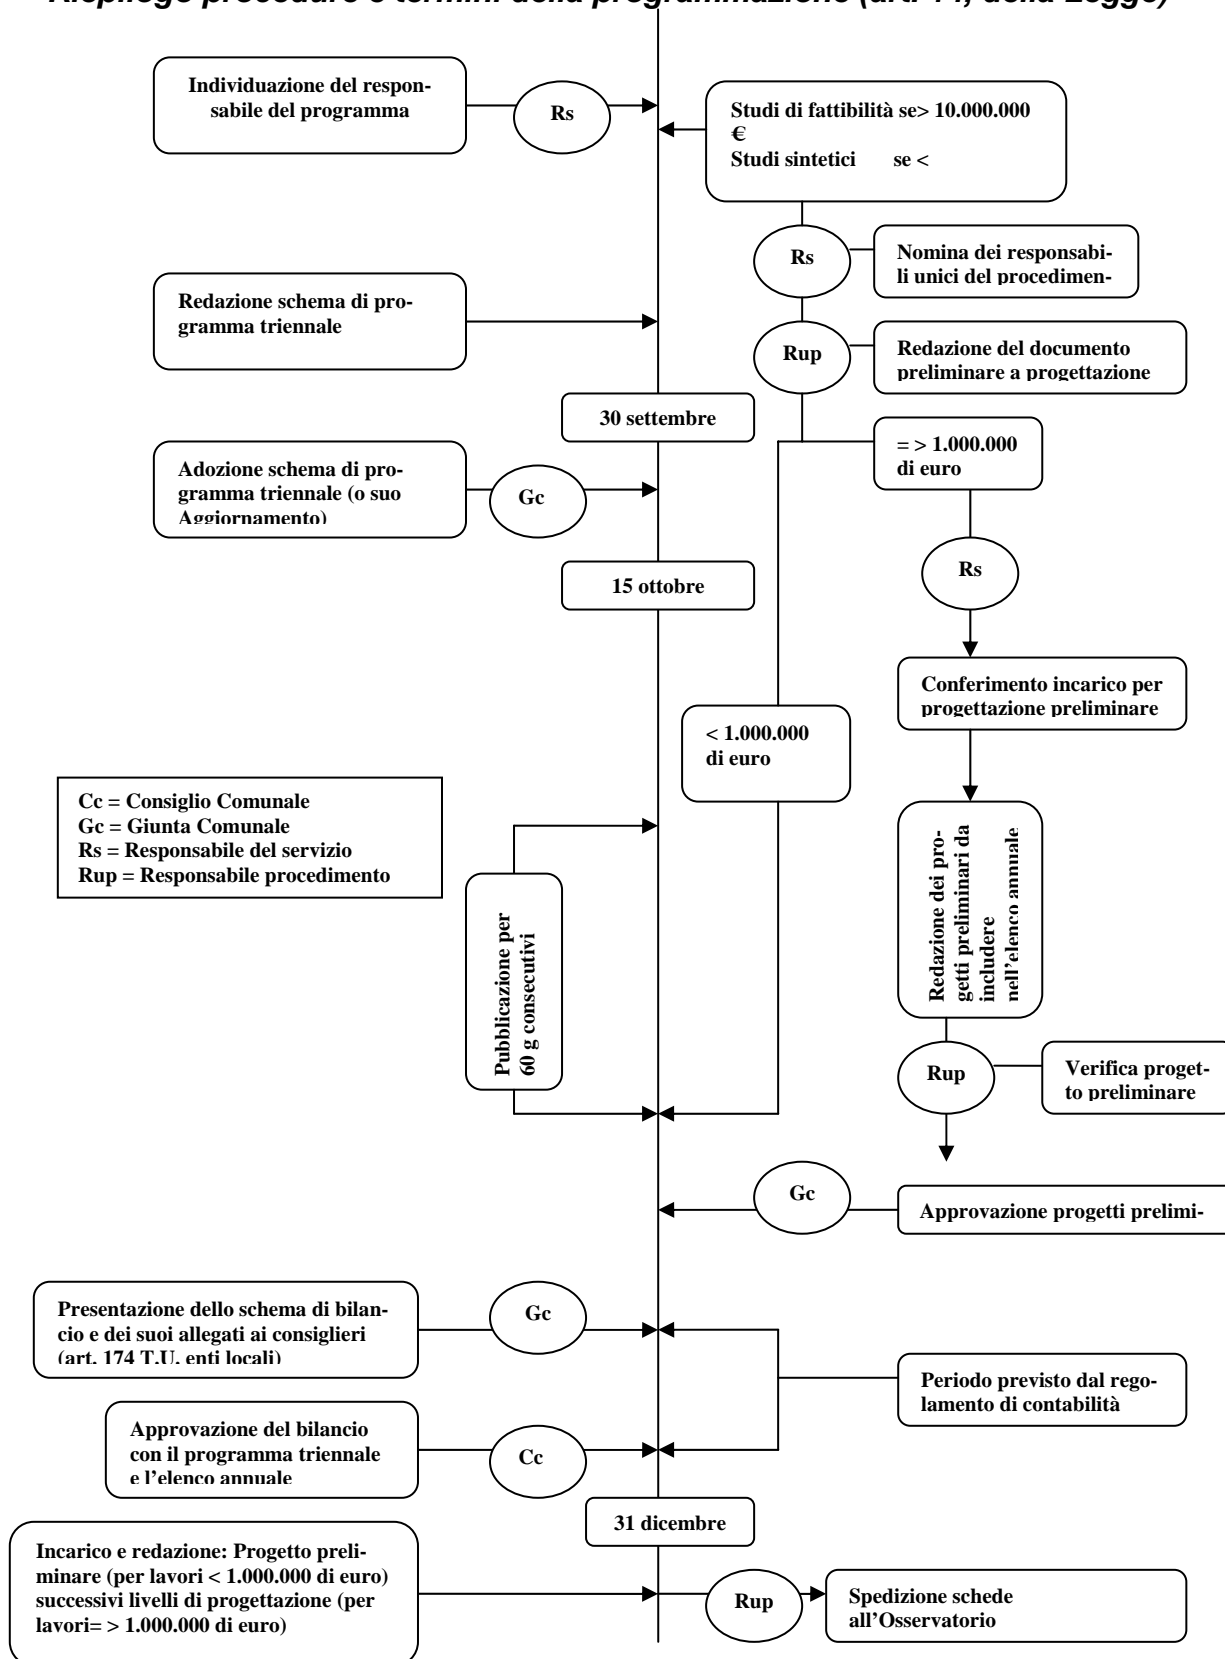 Riepilogo procedure e termini della programmazione (art. 14, della Legge)
Individuazione del respon-
sabile del programma
Rs
Studi di fattibilità se> 10.000.000
€
Studi sintetici se <
Rs
Nomina dei responsabi-
li unici del procedimen-
Redazione schema di pro-
gramma triennale
Rup
Redazione del documento
preliminare a progettazione
30 settembre
= > 1.000.000
di euro
Adozione schema di pro-
gramma triennale (o suo
Aggiornamento)
Gc
Rs
15 ottobre
Conferimento incarico per
progettazione preliminare
< 1.000.000
di euro
Cc = Consiglio Comunale
Gc = Giunta Comunale
Rs = Responsabile del servizio
Rup = Responsabile procedimento
Redazione dei pro-
getti preliminari da
includere
nell'elenco annuale
Pubblicazione per
60 g consecutivi
Rup
Verifica proget-
to preliminare
Gc
Approvazione progetti prelimi-
Presentazione dello schema di bilan-
cio e dei suoi allegati ai consiglieri
(art. 174 T.U. enti locali)
Gc
Periodo previsto dal rego-
lamento di contabilità
Approvazione del bilancio
con il programma triennale
e l'elenco annuale
Cc
31 dicembre
Incarico e redazione: Progetto preli-
minare (per lavori < 1.000.000 di euro)
successivi livelli di progettazione (per
lavori= > 1.000.000 di euro)
Rup
Spedizione schede
all'Osservatorio